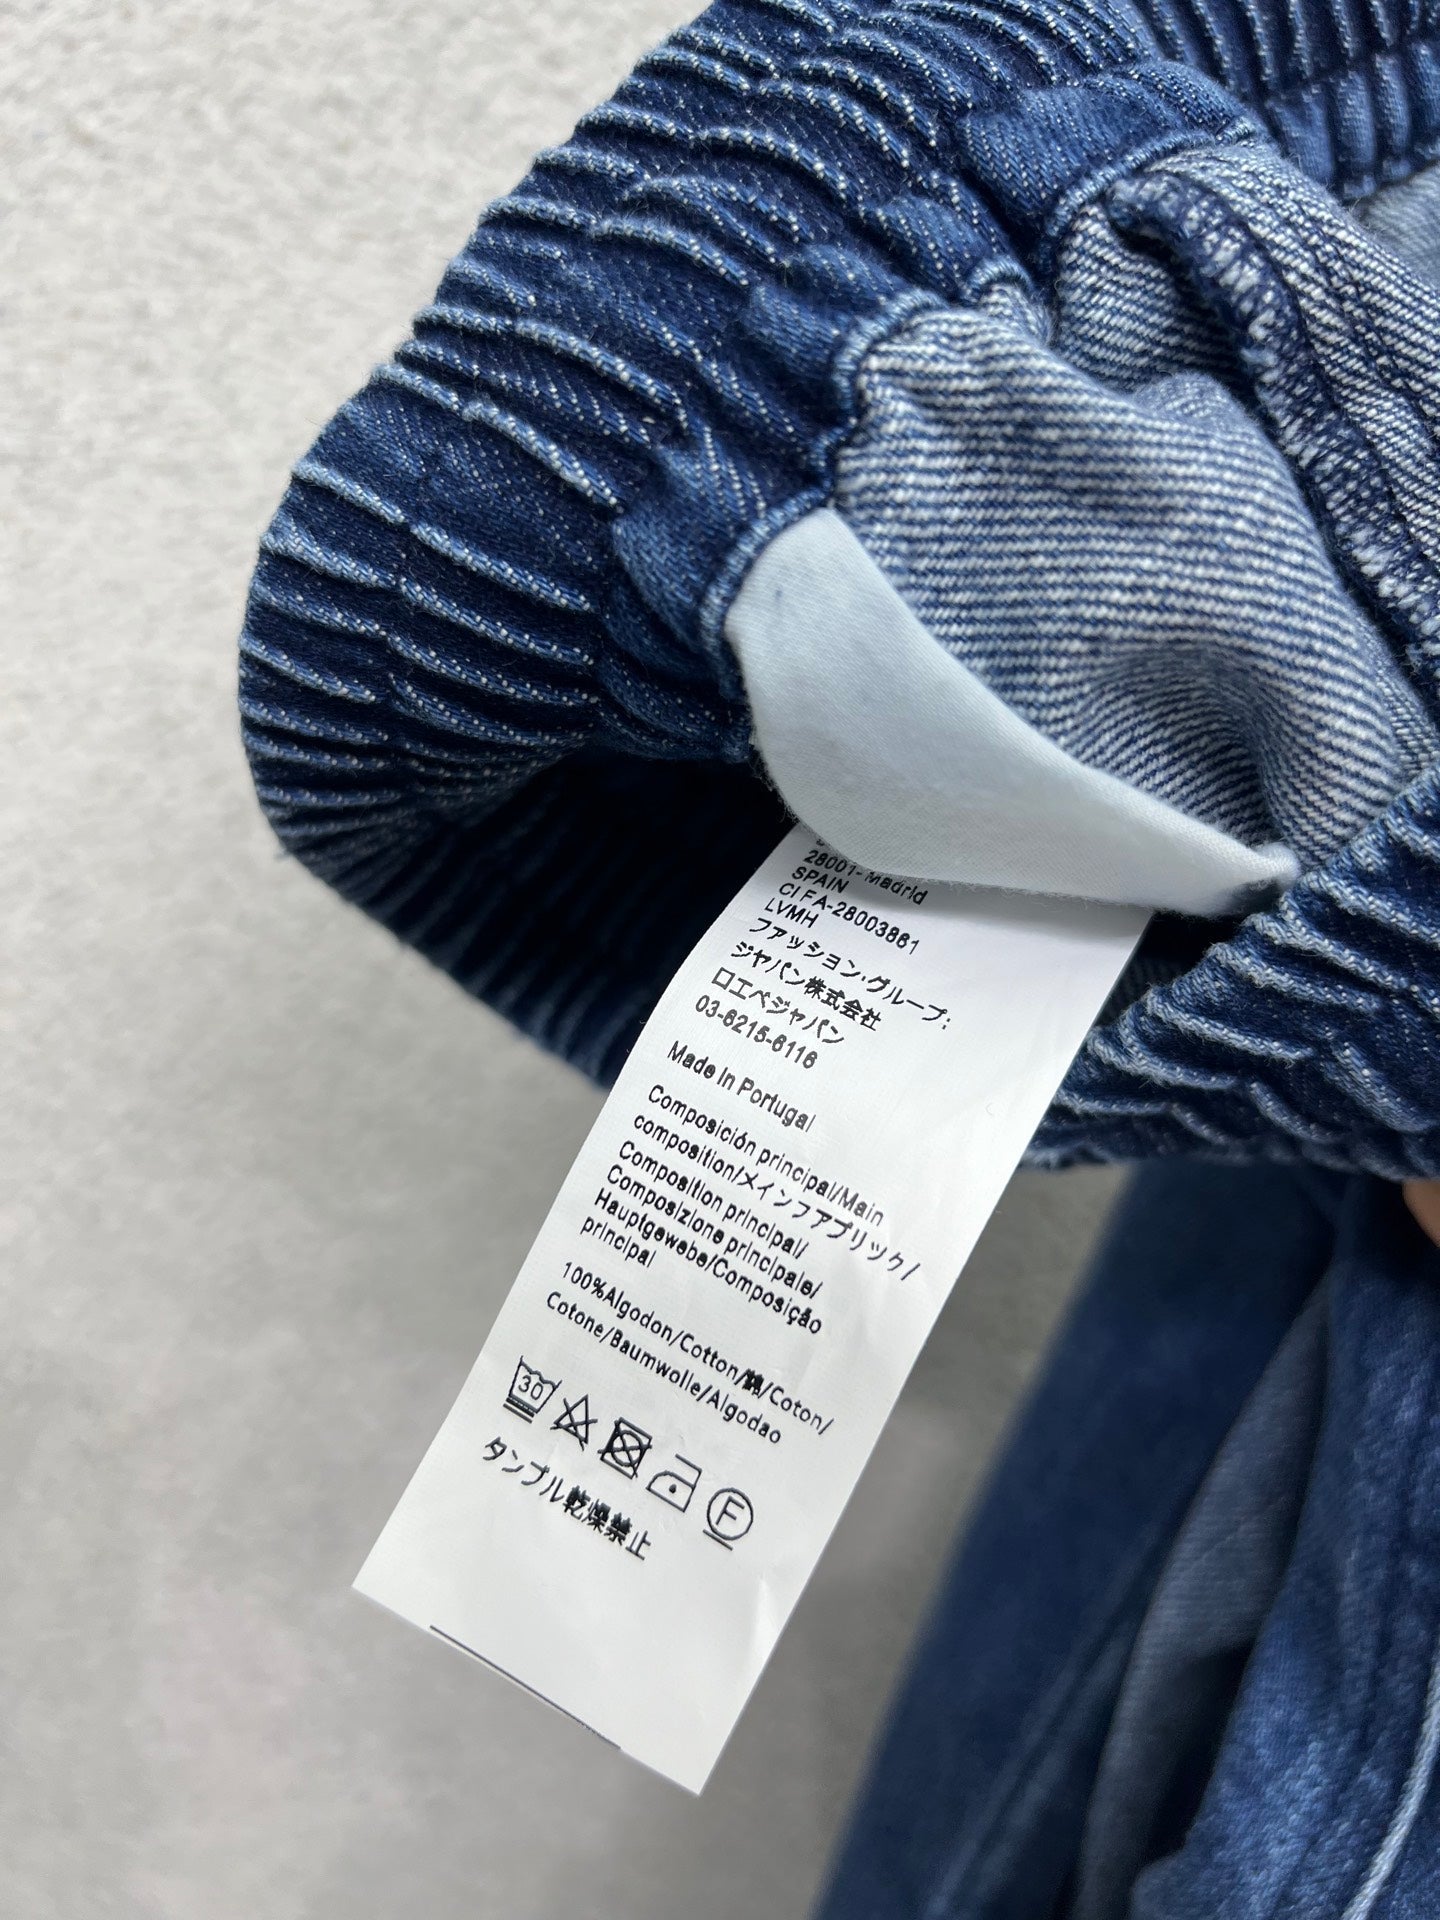 28001-Madrid
SPAIN
CIFA-28003861
LVMH
ファッション・グループ:
ジャパン株式会社
口エベジャパン
03-6215-6116
Made in Portugal
Composición principal/Main
composition/メインファブリック/
Composition principal/
Composizione principale/
Hauptgewebe/Composição
principal
100%Algodon/Cotton/綿/Coton/
Cotone/Baumwolle/Algodao
30
F
タンブル乾燥禁止